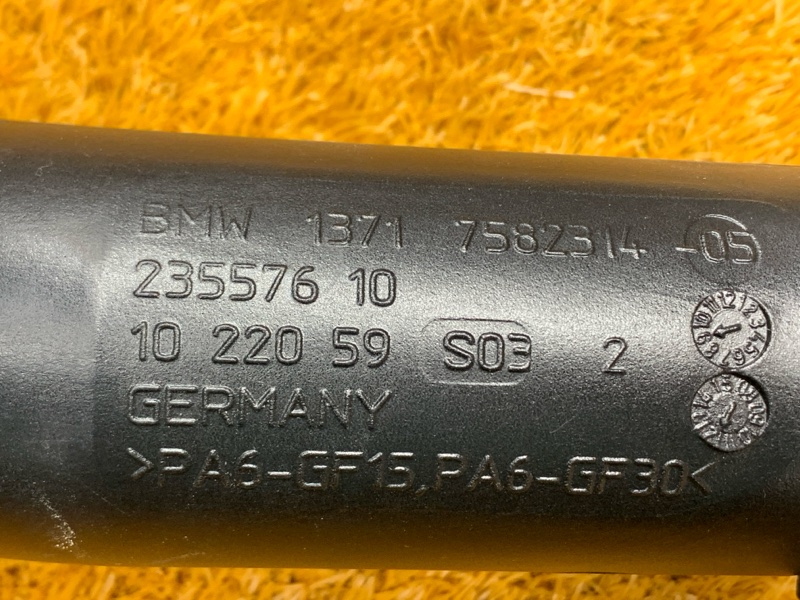 BMW 1371 7582314 -05
235576 10
10 220 59 S03 2
GERMANY
>PA6-GF15,PA6-GF30<